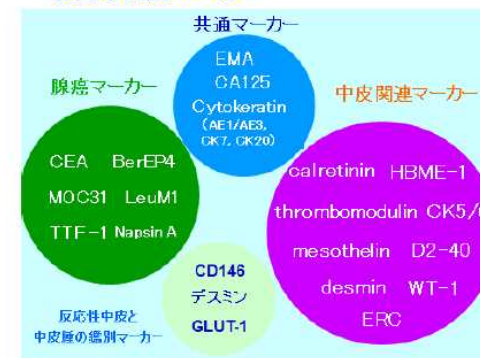 共通マーカー
EMA
CA125
Cytokeratin
(AE1/AE3,
CK7, CK20)
腺癌マーカー
CEA BerEP4
MOC31 LeuM1
TTF-1 Napsin A
中皮関連マーカー
calretinin HBME-1
thrombomodulin
mesothelin D2-40
desmin WT-1
ERC
CD146
デスミン
GLUT-1
反応性中皮と
中皮腫の鑑別マーカー